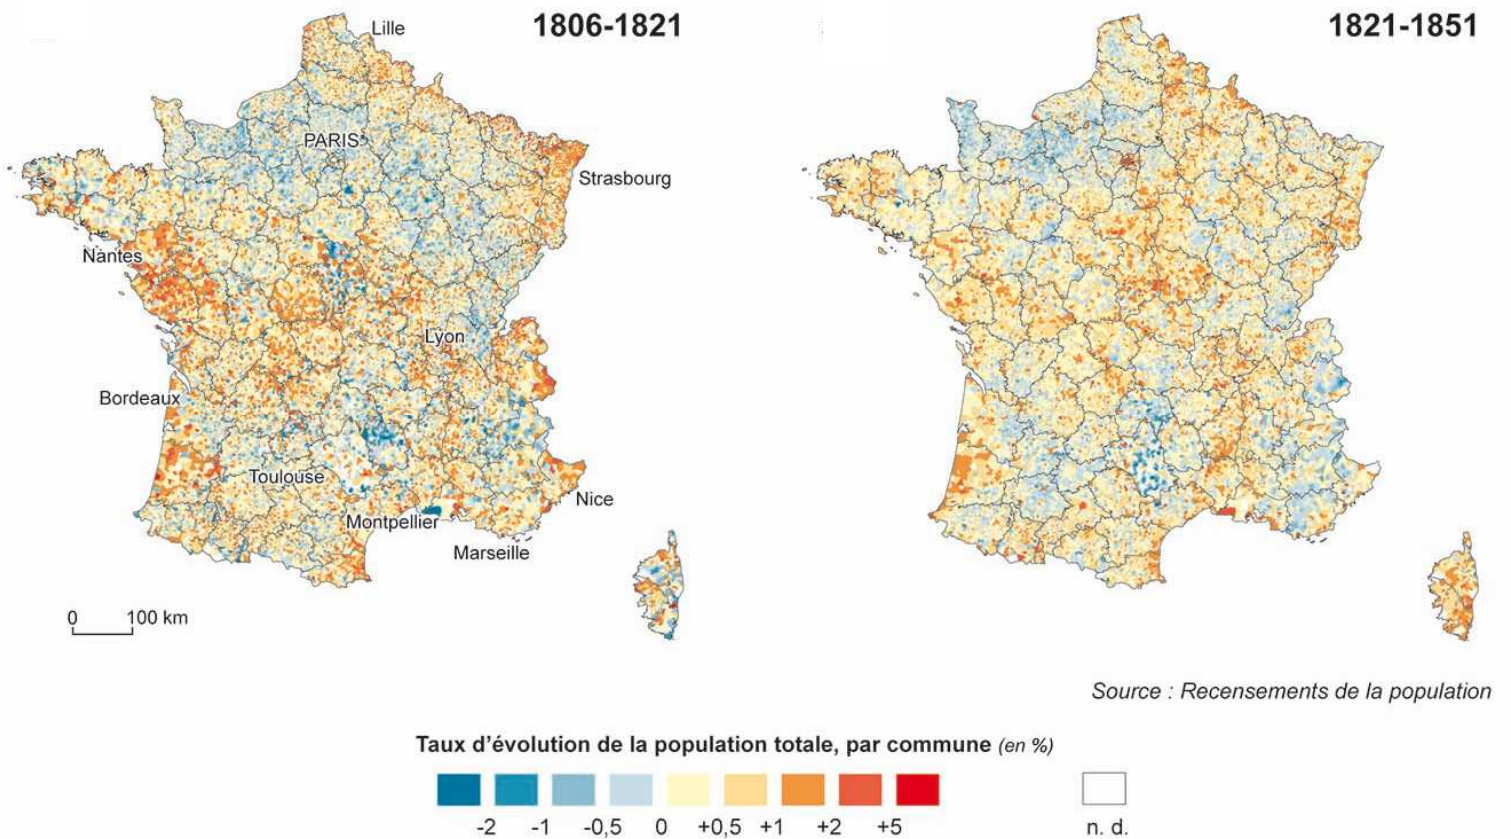 1806-1821
1821-1851
Lille
PARIS
Strasbourg
Nantes
Lyon
Bordeaux
Toulouse
Nice
Montpellier
Marseille
0 100 km
Source : Recensements de la population
Taux d'évolution de la population totale, par commune (en %)
-2 -1 -0,5 0 +0,5 +1 +2 +5 n. d.